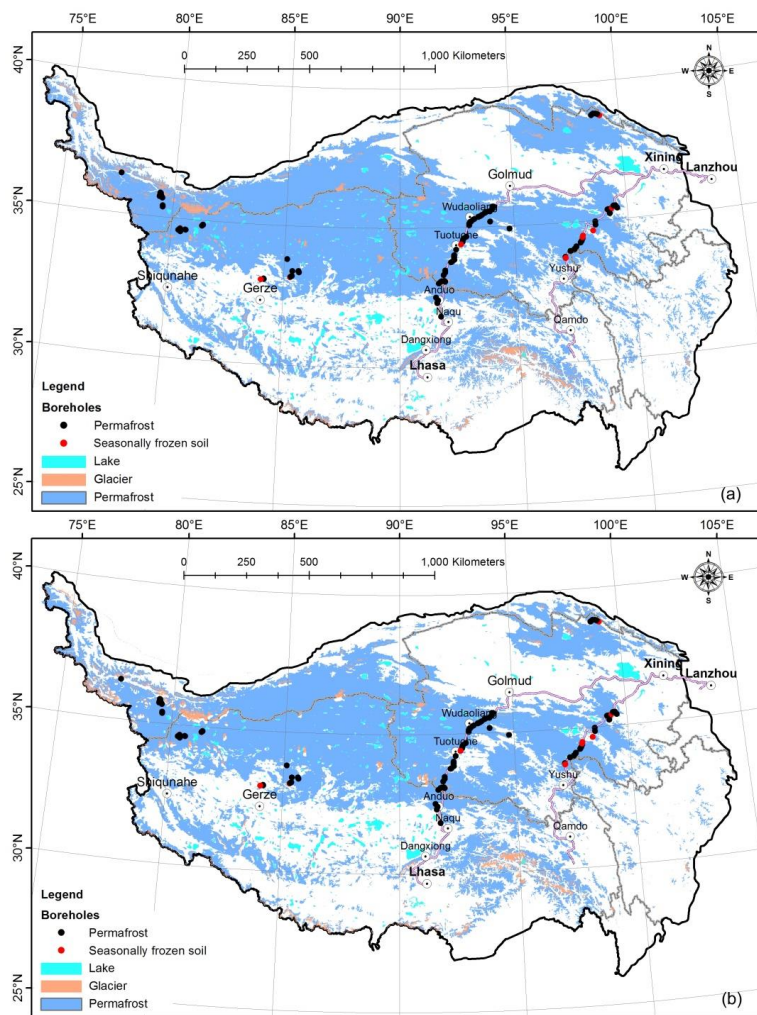 75°E 80°E 85°E 90°E 95°E 100°E 105°E
40°N
0 250 500 1,000 Kilometers
N
W E
S
Xining
Lanzhou
Golmud
35°N
Wudaoliang
Tuotuohe
Shiqunahe
Gerze
Yushu
Anduo
Naqu
Qamdo
30°N
Dangxiong
Lhasa
Legend
Boreholes
Permafrost
Seasonally frozen soil
Lake
Glacier
Permafrost
25°N
(a)
75°E 80°E 85°E 90°E 95°E 100°E 105°E
40°N
0 250 500 1,000 Kilometers
N
W E
S
Xining
Lanzhou
Golmud
35°N
Wudaoliang
Tuotuohe
Shiqunahe
Gerze
Yushu
Anduo
Naqu
Qamdo
30°N
Dangxiong
Lhasa
Legend
Boreholes
Permafrost
Seasonally frozen soil
Lake
Glacier
Permafrost
25°N
(b)